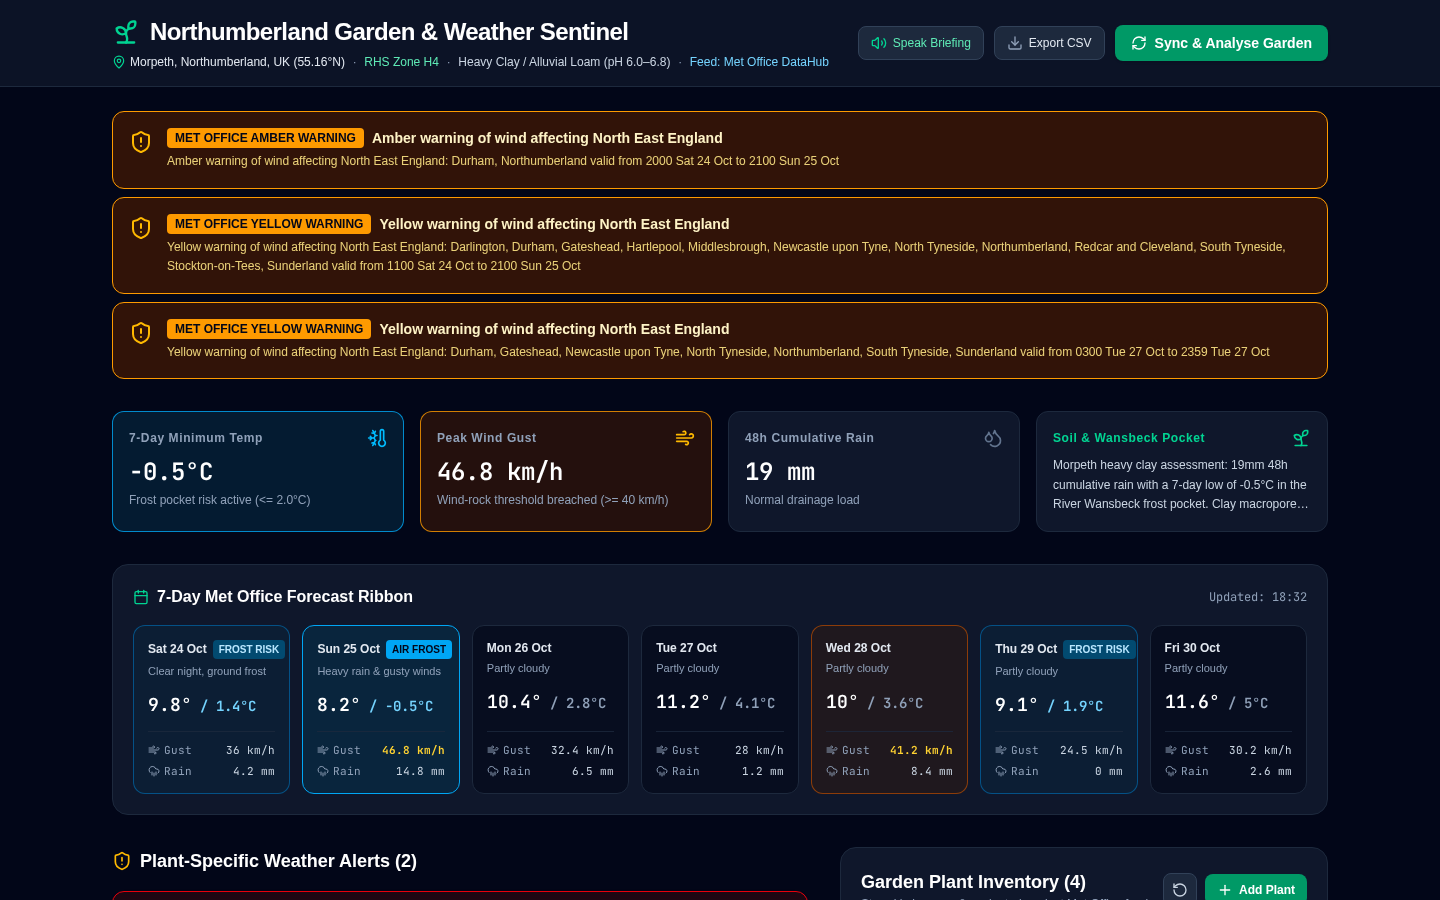 Northumberland Garden & Weather Sentinel
Morpeth, Northumberland, UK (55.16°N) · RHS Zone H4 · Heavy Clay / Alluvial Loam (pH 6.0–6.8) · Feed: Met Office DataHub
Speak Briefing
Export CSV
Sync & Analyse Garden
MET OFFICE AMBER WARNING Amber warning of wind affecting North East England
Amber warning of wind affecting North East England: Durham, Northumberland valid from 2000 Sat 24 Oct to 2100 Sun 25 Oct
MET OFFICE YELLOW WARNING Yellow warning of wind affecting North East England
Yellow warning of wind affecting North East England: Darlington, Durham, Gateshead, Hartlepool, Middlesbrough, Newcastle upon Tyne, North Tyneside, Northumberland, Redcar and Cleveland, South Tyneside,
Stockton-on-Tees, Sunderland valid from 1100 Sat 24 Oct to 2100 Sun 25 Oct
MET OFFICE YELLOW WARNING Yellow warning of wind affecting North East England
Yellow warning of wind affecting North East England: Durham, Gateshead, Newcastle upon Tyne, North Tyneside, Northumberland, South Tyneside, Sunderland valid from 0300 Tue 27 Oct to 2359 Tue 27 Oct
7-Day Minimum Temp
-0.5°C
Frost pocket risk active (<= 2.0°C)
Peak Wind Gust
46.8 km/h
Wind-rock threshold breached (>= 40 km/h)
48h Cumulative Rain
19 mm
Normal drainage load
Soil & Wansbeck Pocket
Morpeth heavy clay assessment: 19mm 48h
cumulative rain with a 7-day low of -0.5°C in the
River Wansbeck frost pocket. Clay macropore…
7-Day Met Office Forecast Ribbon
Updated: 18:32
Sat 24 Oct FROST RISK
Clear night, ground frost
9.8° / 1.4°C
Gust 36 km/h
Rain 4.2 mm
Sun 25 Oct AIR FROST
Heavy rain & gusty winds
8.2° / -0.5°C
Gust 46.8 km/h
Rain 14.8 mm
Mon 26 Oct
Partly cloudy
10.4° / 2.8°C
Gust 32.4 km/h
Rain 6.5 mm
Tue 27 Oct
Partly cloudy
11.2° / 4.1°C
Gust 28 km/h
Rain 1.2 mm
Wed 28 Oct
Partly cloudy
10° / 3.6°C
Gust 41.2 km/h
Rain 8.4 mm
Thu 29 Oct FROST RISK
Partly cloudy
9.1° / 1.9°C
Gust 24.5 km/h
Rain 0 mm
Fri 30 Oct
Partly cloudy
11.6° / 5°C
Gust 30.2 km/h
Rain 2.6 mm
Plant-Specific Weather Alerts (2)
Garden Plant Inventory (4)
Add Plant